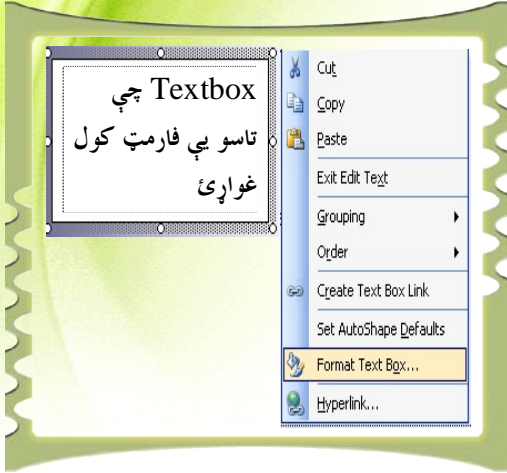 Textbox چې
تاسو یې فارمټ کول
غواړئ
Cut
Copy
Paste
Exit Edit Text
Grouping
Order
Create Text Box Link
Set AutoShape Defaults
Format Text Box...
Hyperlink...